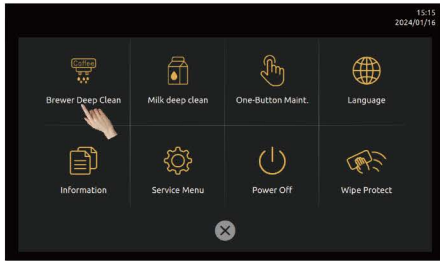 15:15
2024/01/16
Coffee
Brewer Deep Clean
Milk deep clean
One-Button Maint.
Language
Information
Service Menu
Power Off
Wipe Protect